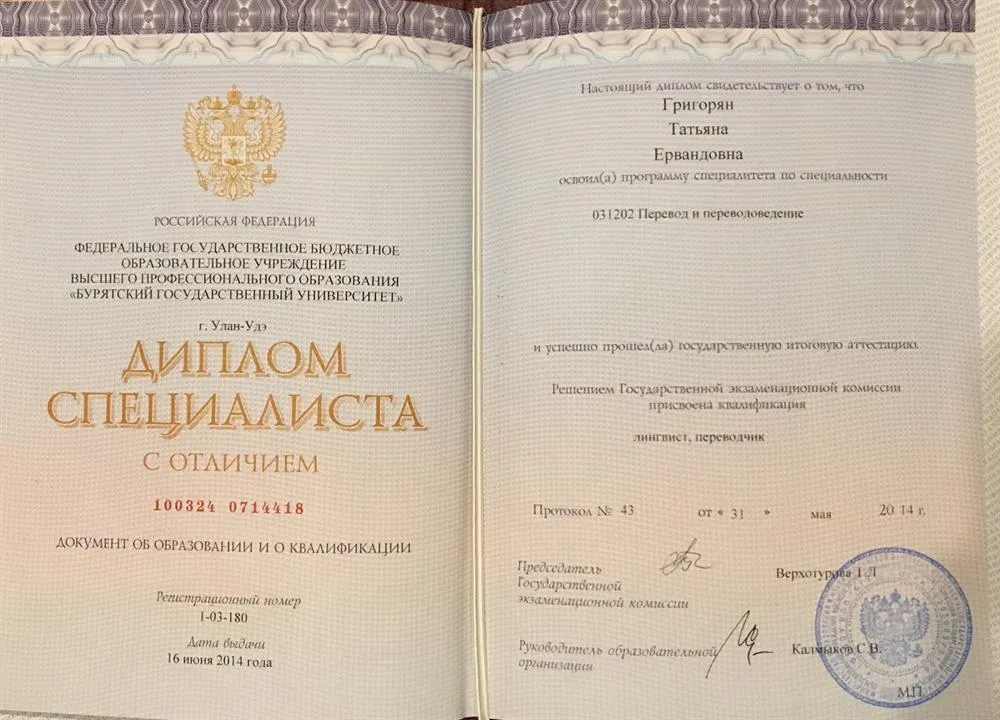 РОССИЙСКАЯ ФЕДЕРАЦИЯ
ФЕДЕРАЛЬНОЕ ГОСУДАРСТВЕННОЕ БЮДЖЕТНОЕ
ОБРАЗОВАТЕЛЬНОЕ УЧРЕЖДЕНИЕ
ВЫСШЕГО ПРОФЕССИОНАЛЬНОГО ОБРАЗОВАНИЯ
«БУРЯТСКИЙ ГОСУДАРСТВЕННЫЙ УНИВЕРСИТЕТ»
г. Улан-Удэ
ДИПЛОМ
СПЕЦИАЛИСТА
С ОТЛИЧИЕМ
100324 0714418
ДОКУМЕНТ ОБ ОБРАЗОВАНИИ И О КВАЛИФИКАЦИИ
Регистрационный номер
1-03-180
Дата выдачи
16 июня 2014 года
Настоящий диплом свидетельствует о том, что
Григорян
Татьяна
Ервандовна
освоил(а) программу специалитета по специальности
031202 Перевод и переводоведение
и успешно прошел(ла) государственную итоговую аттестацию.
Решением Государственной экзаменационной комиссии
присвоена квалификация
лингвист, переводчик
Протокол № 43 от « 31 » мая 2014 г.
Председатель
Государственной
экзаменационной комиссии
Верхотурова Т.Л
Руководитель образовательной
организации
Калмыков С.В.
М.П.